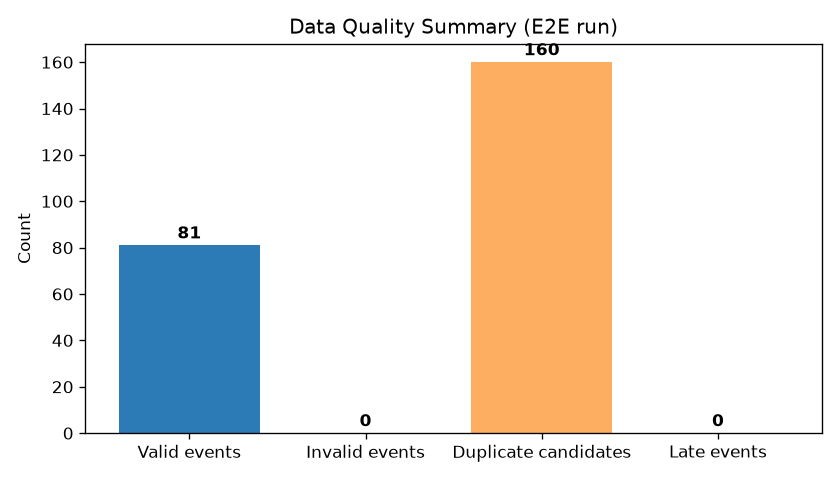 Data Quality Summary (E2E run)
160
160
140
120
100
81
80
60
40
20
0
0
0
Count
Valid events
Invalid events
Duplicate candidates
Late events